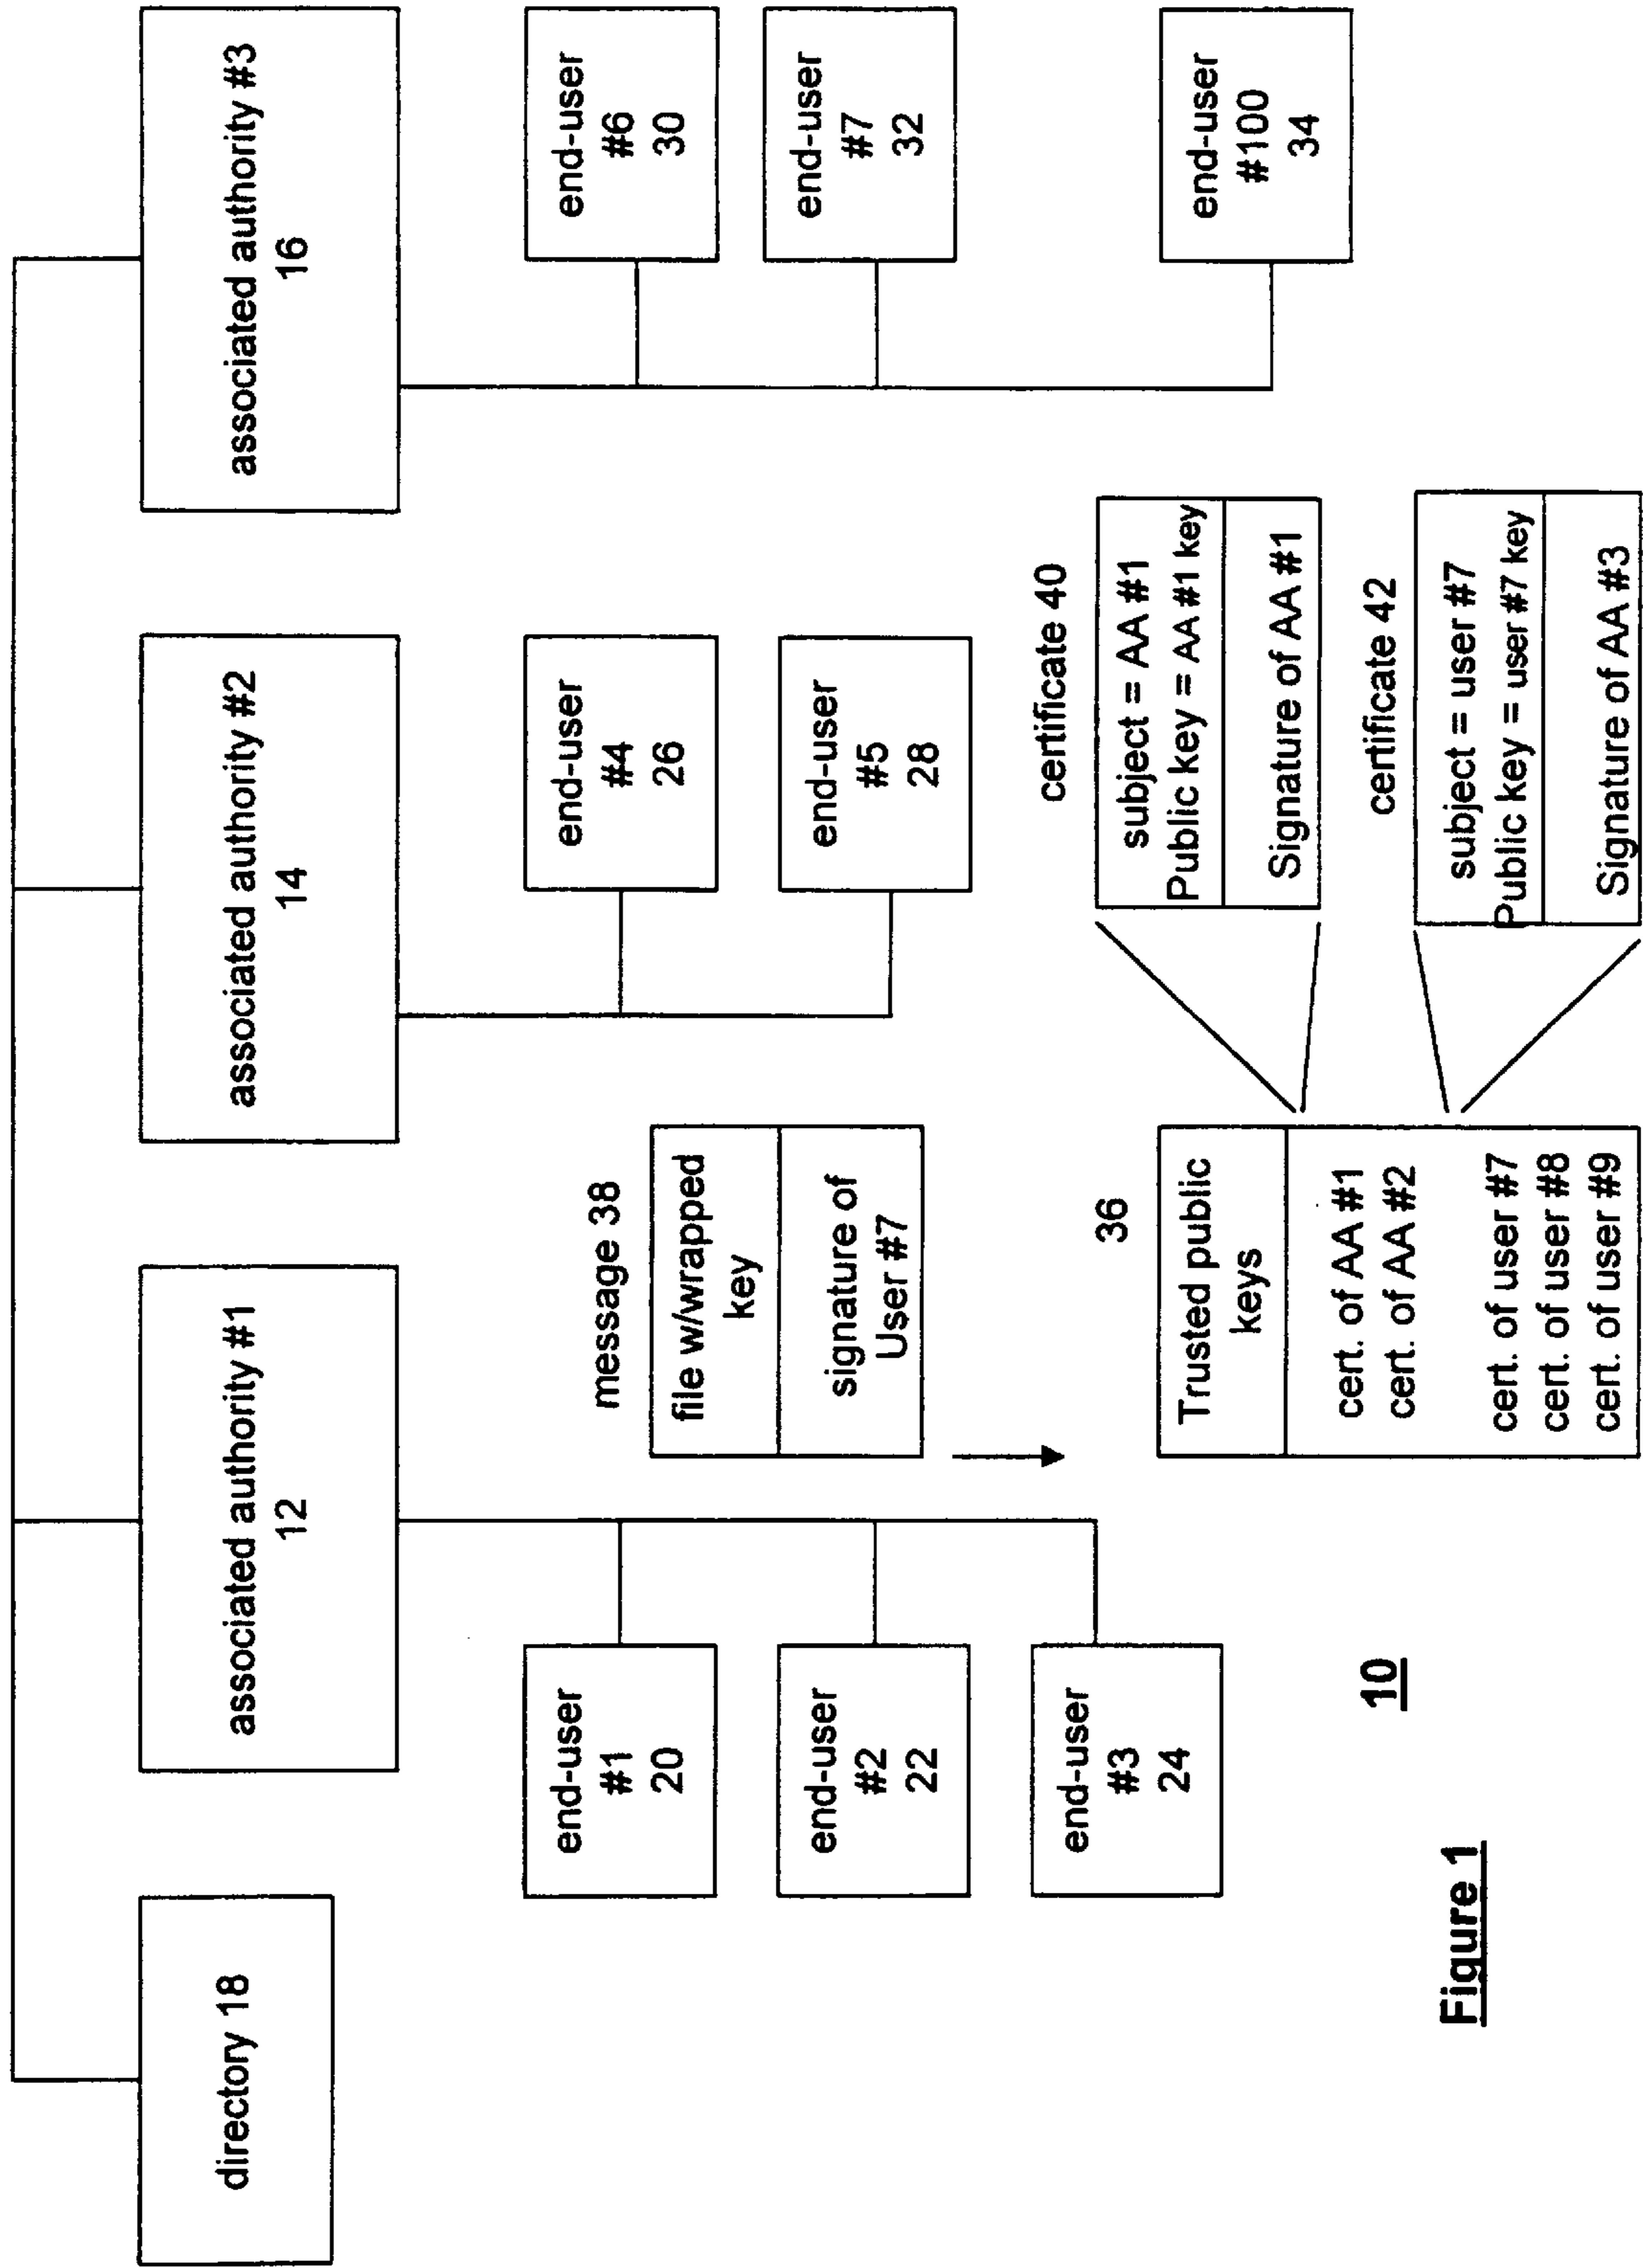 directory 18
associated authority #1
12
associated authority #2
14
associated authority #3
16
end-user
#1
20
end-user
#2
22
end-user
#3
24
message 38
file w/wrapped
key
signature of
User #7
end-user
#4
26
end-user
#5
28
end-user
#6
30
end-user
#7
32
end-user
#100
34
36
Trusted public
keys
cert. of AA #1
cert. of AA #2
cert. of user #7
cert. of user #8
cert. of user #9
certificate 40
subject = AA #1
Public key = AA #1 key
Signature of AA #1
certificate 42
subject = user #7
Public key = user #7 key
Signature of AA #3
10
Figure 1